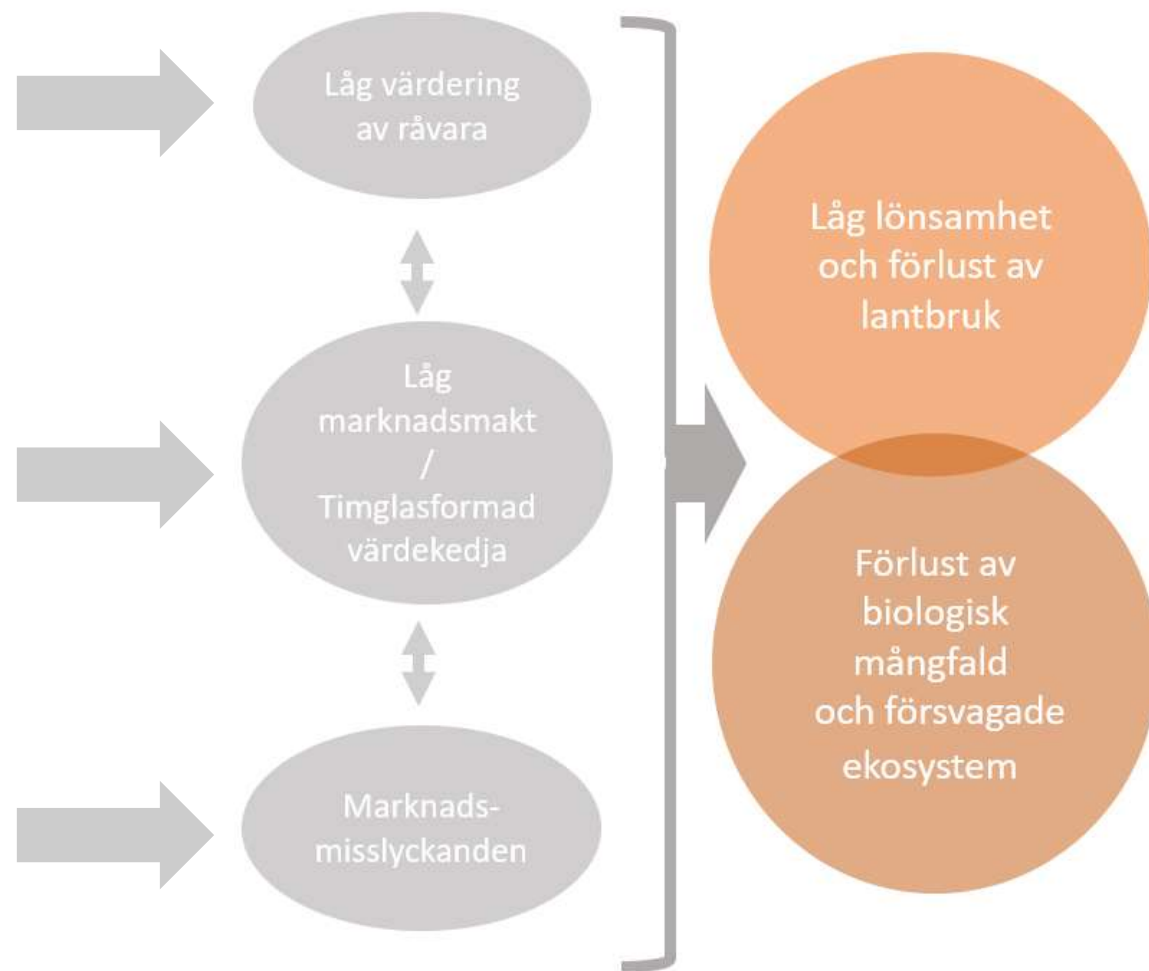 Låg värdering
av råvara
Låg
marknadsmakt
/
Timglasformad
värdekedja
Marknads-
misslyckanden
Låg lönsamhet
och förlust av
lantbruk
Förlust av
biologisk
mångfald
och försvagade
ekosystem